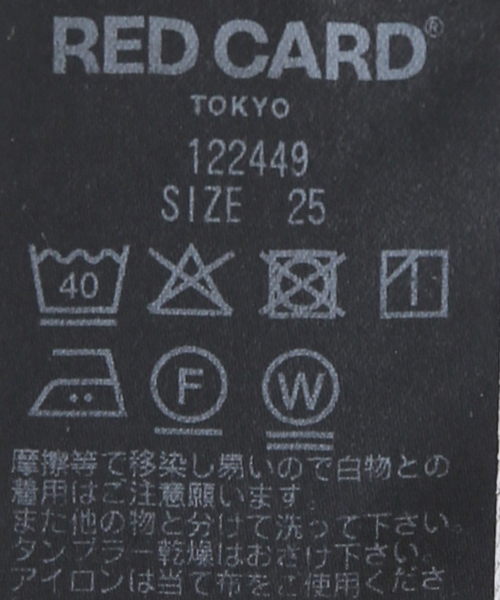 RED CARD®
TOKYO
122449
SIZE 25
40
F W
摩擦等で移染し易いので白物との
着用はご注意願います。
また他の物と分けて洗って下さい。
タンブラー乾燥はおさけ下さい。
アイロンは当て布をご使用くださ